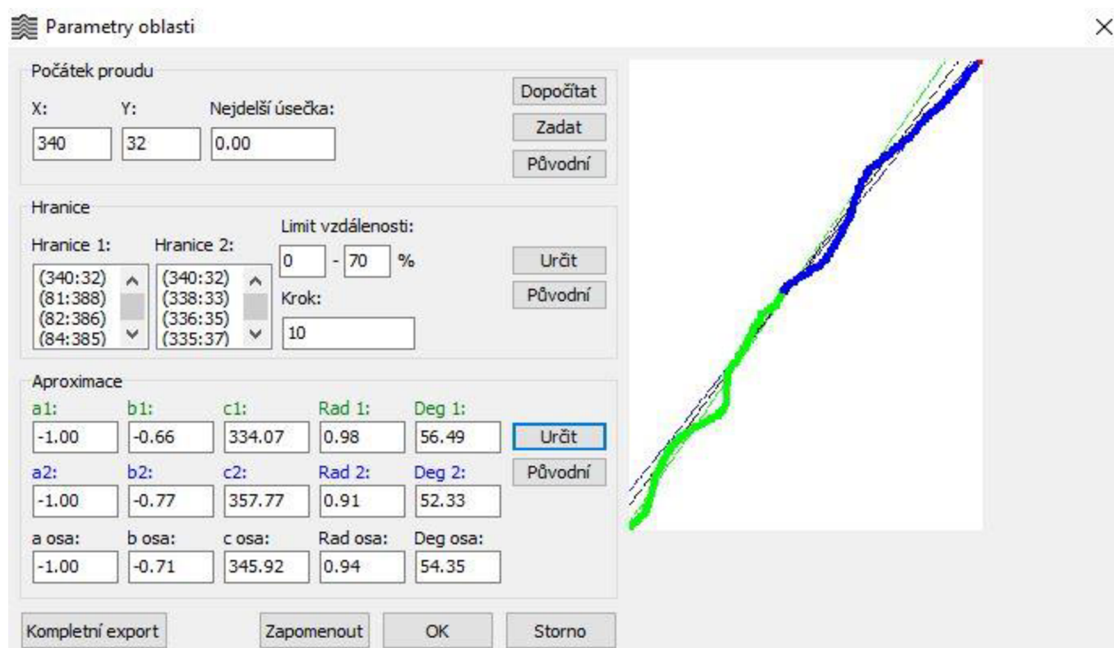 Parametry oblasti
Počátek proudu
X: Y: Nejdelší úsečka:
340 32 0.00
Dopočítat
Zadat
Původní
Hranice
Hranice 1: Hranice 2: Limit vzdálenosti:
0 - 70 %
(340:32) (340:32)
(81:388) (338:33)
(82:386) (336:35)
(84:385) (335:37)
Krok:
10
Určit
Původní
Aproximace
a1: b1: c1: Rad 1: Deg 1:
-1.00 -0.66 334.07 0.98 56.49 Určit
a2: b2: c2: Rad 2: Deg 2: Původní
-1.00 -0.77 357.77 0.91 52.33
a osa: b osa: c osa: Rad osa: Deg osa:
-1.00 -0.71 345.92 0.94 54.35
Kompletní export Zapomenout OK Storno